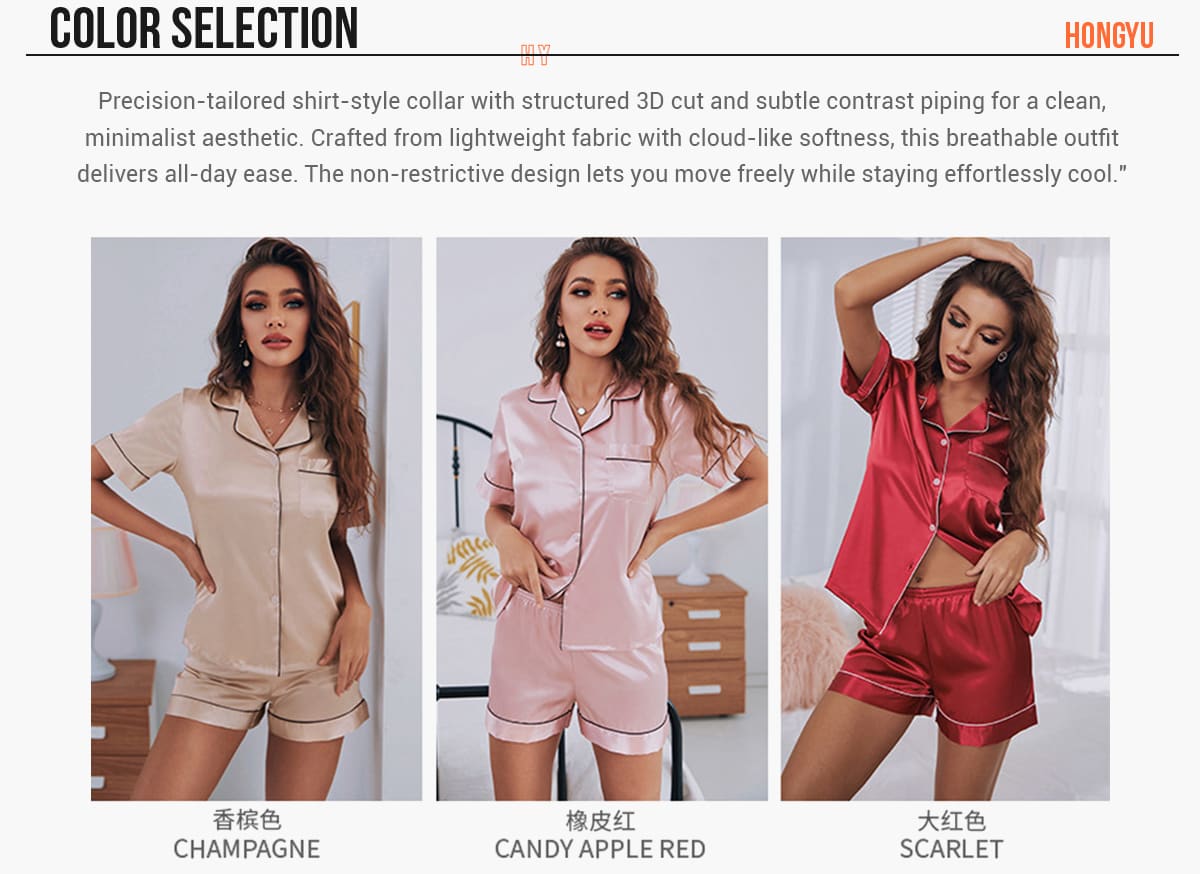 COLOR SELECTION
HY
HONGYU
Precision-tailored shirt-style collar with structured 3D cut and subtle contrast piping for a clean,
minimalist aesthetic. Crafted from lightweight fabric with cloud-like softness, this breathable outfit
delivers all-day ease. The non-restrictive design lets you move freely while staying effortlessly cool."
香槟色
CHAMPAGNE
橡皮红
CANDY APPLE RED
大红色
SCARLET